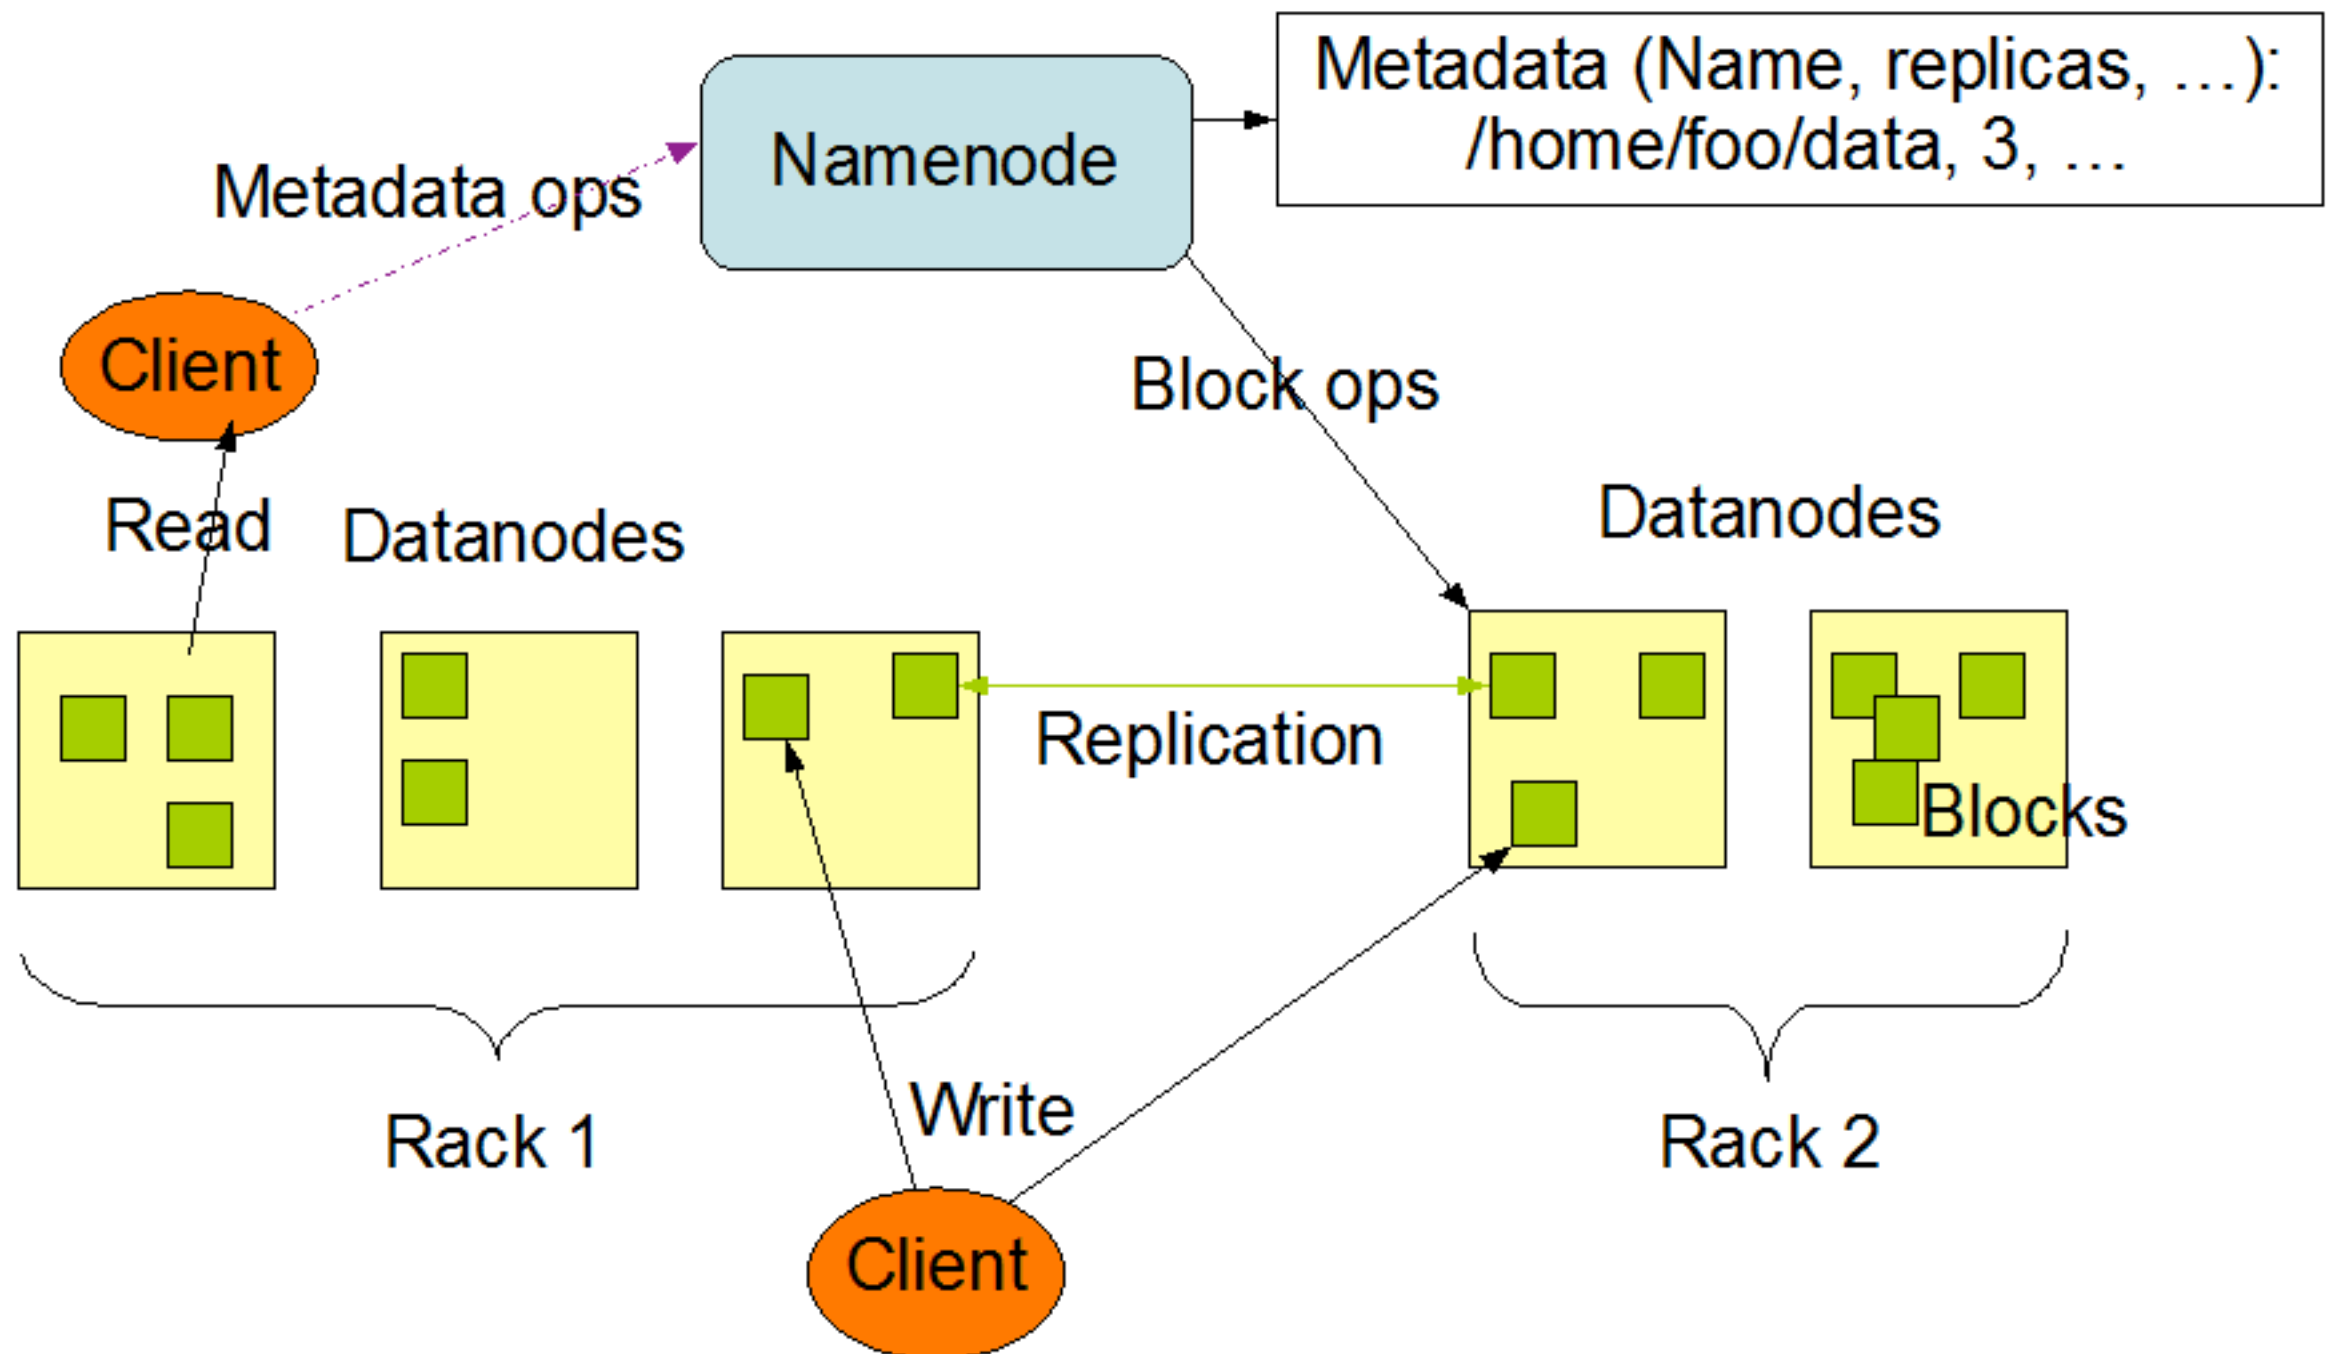 Metadata (Name, replicas, …):
/home/foo/data, 3, …
Namenode
Metadata ops
Client
Block ops
Read
Datanodes
Datanodes
Replication
Blocks
Rack 1
Write
Rack 2
Client